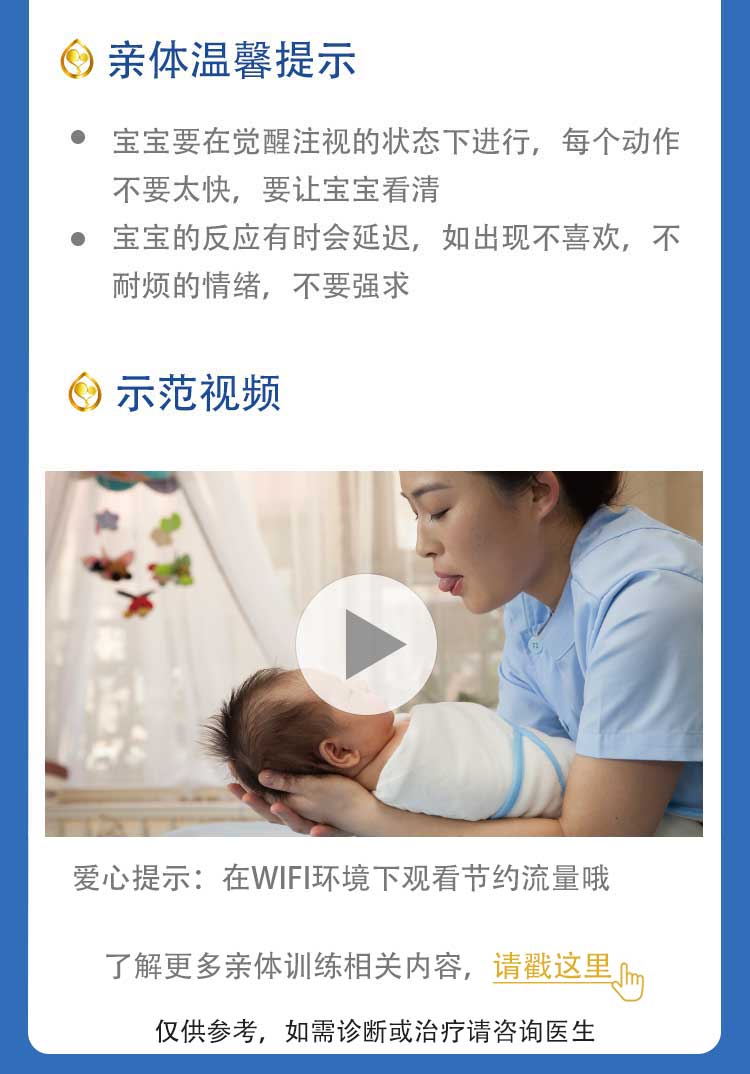 亲体温馨提示
宝宝要在觉醒注视的状态下进行，每个动作
不要太快，要让宝宝看清
宝宝的反应有时会延迟，如出现不喜欢，不
耐烦的情绪，不要强求
示范视频
爱心提示：在WIFI环境下观看节约流量哦
了解更多亲体训练相关内容，请戳这里
仅供参考，如需诊断或治疗请咨询医生